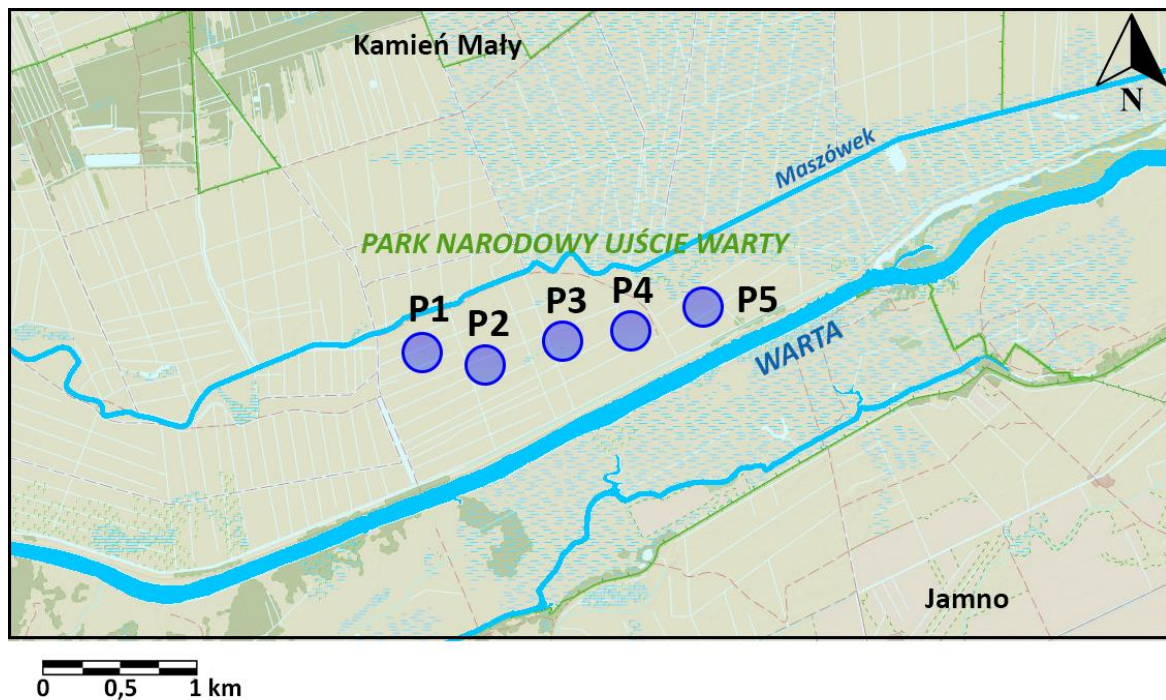 Kamień Mały
N
Maszówek
PARK NARODOWY UJŚCIE WARTY
P1
P2
P3
P4
P5
WARTA
Jamno
0 0,5 1 km